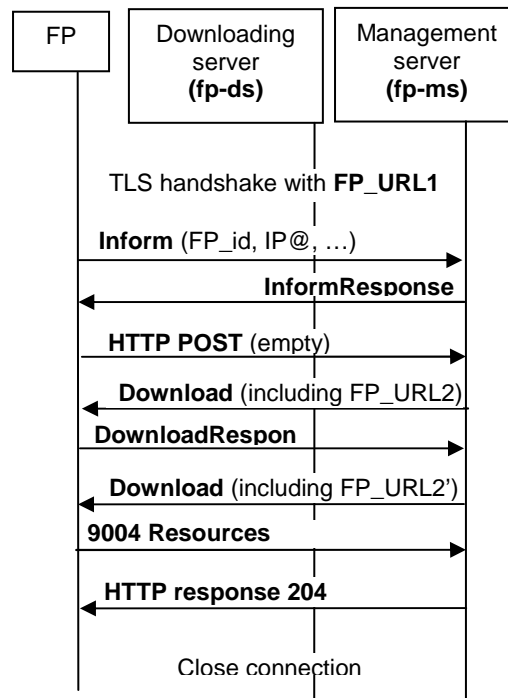 FP
Downloading
server
(fp-ds)
Management
server
(fp-ms)
TLS handshake with FP_URL1
Inform (FP_id, IP@, …)
InformResponse
HTTP POST (empty)
Download (including FP_URL2)
DownloadRespon
Download (including FP_URL2')
9004 Resources
HTTP response 204
Close connection